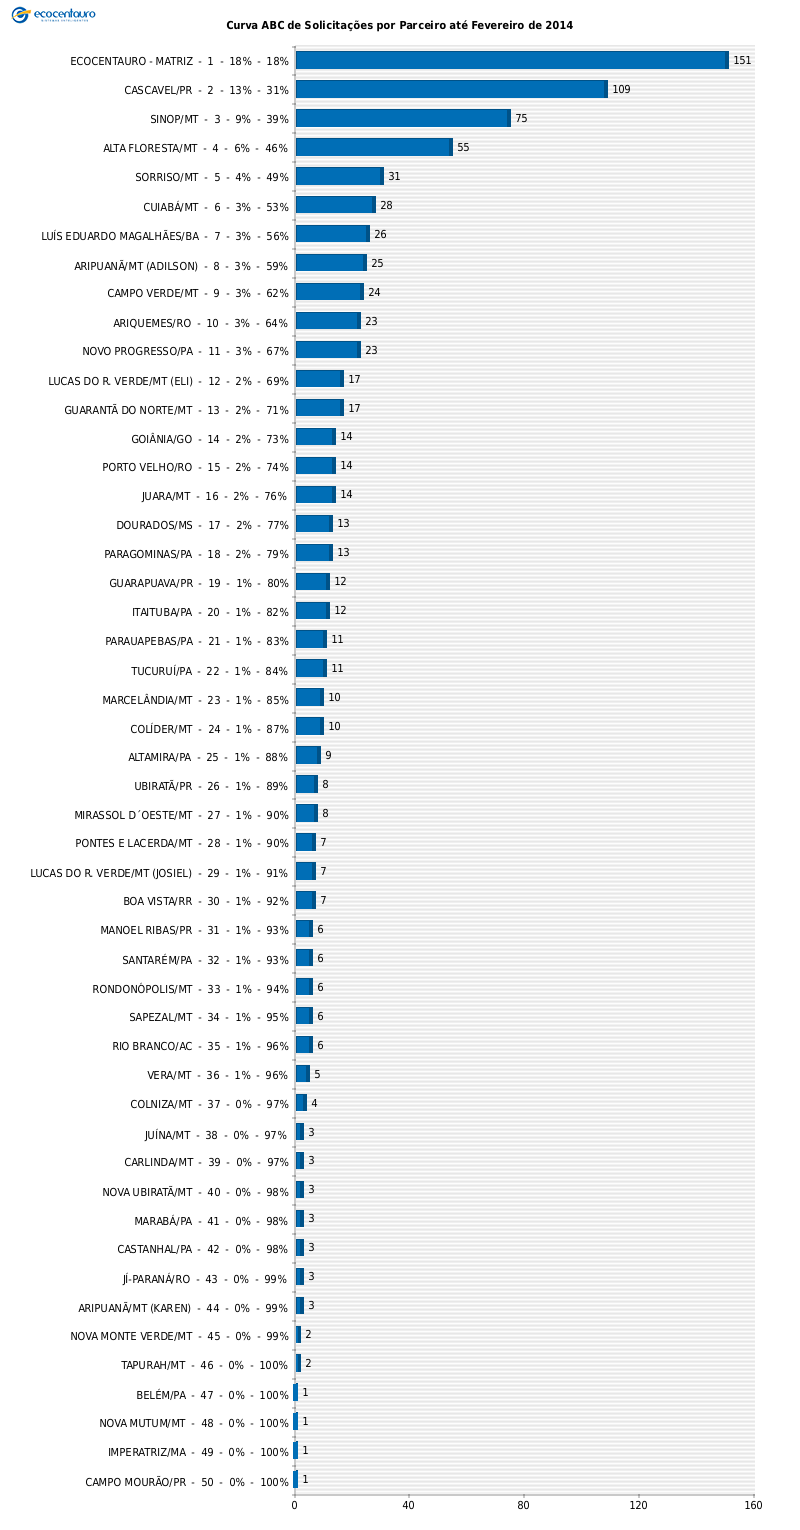 ecocentauro
Curva ABC de Solicitações por Parceiro até Fevereiro de 2014
ECOCENTAURO - MATRIZ - 1 - 18% - 18% 151
CASCAVEL/PR - 2 - 13% - 31% 109
SINOP/MT - 3 - 9% - 39% 75
ALTA FLORESTA/MT - 4 - 6% - 46% 55
SORRISO/MT - 5 - 4% - 49% 31
CUIABÁ/MT - 6 - 3% - 53% 28
LUÍS EDUARDO MAGALHÃES/BA - 7 - 3% - 56% 26
ARIPUANÃ/MT (ADILSON) - 8 - 3% - 59% 25
CAMPO VERDE/MT - 9 - 3% - 62% 24
ARIQUEMES/RO - 10 - 3% - 64% 23
NOVO PROGRESSO/PA - 11 - 3% - 67% 23
LUCAS DO R. VERDE/MT (ELI) - 12 - 2% - 69% 17
GUARANTÃ DO NORTE/MT - 13 - 2% - 71% 17
GOIÂNIA/GO - 14 - 2% - 73% 14
PORTO VELHO/RO - 15 - 2% - 74% 14
JUARA/MT - 16 - 2% - 76% 14
DOURADOS/MS - 17 - 2% - 77% 13
PARAGOMINAS/PA - 18 - 2% - 79% 13
GUARAPUAVA/PR - 19 - 1% - 80% 12
ITAITUBA/PA - 20 - 1% - 82% 12
PARAUAPEBAS/PA - 21 - 1% - 83% 11
TUCURUÍ/PA - 22 - 1% - 84% 11
MARCELÂNDIA/MT - 23 - 1% - 85% 10
COLÍDER/MT - 24 - 1% - 87% 10
ALTAMIRA/PA - 25 - 1% - 88% 9
UBIRATÃ/PR - 26 - 1% - 89% 8
MIRASSOL D´OESTE/MT - 27 - 1% - 90% 8
PONTES E LACERDA/MT - 28 - 1% - 90% 7
LUCAS DO R. VERDE/MT (JOSIEL) - 29 - 1% - 91% 7
BOA VISTA/RR - 30 - 1% - 92% 7
MANOEL RIBAS/PR - 31 - 1% - 93% 6
SANTARÉM/PA - 32 - 1% - 93% 6
RONDONÓPOLIS/MT - 33 - 1% - 94% 6
SAPEZAL/MT - 34 - 1% - 95% 6
RIO BRANCO/AC - 35 - 1% - 96% 6
VERA/MT - 36 - 1% - 96% 5
COLNIZA/MT - 37 - 0% - 97% 4
JUÍNA/MT - 38 - 0% - 97% 3
CARLINDA/MT - 39 - 0% - 97% 3
NOVA UBIRATÃ/MT - 40 - 0% - 98% 3
MARABÁ/PA - 41 - 0% - 98% 3
CASTANHAL/PA - 42 - 0% - 98% 3
JÍ-PARANÁ/RO - 43 - 0% - 99% 3
ARIPUANÃ/MT (KAREN) - 44 - 0% - 99% 3
NOVA MONTE VERDE/MT - 45 - 0% - 99% 2
TAPURAH/MT - 46 - 0% - 100% 2
BELÉM/PA - 47 - 0% - 100% 1
NOVA MUTUM/MT - 48 - 0% - 100% 1
IMPERATRIZ/MA - 49 - 0% - 100% 1
CAMPO MOURÃO/PR - 50 - 0% - 100% 1
0 40 80 120 160